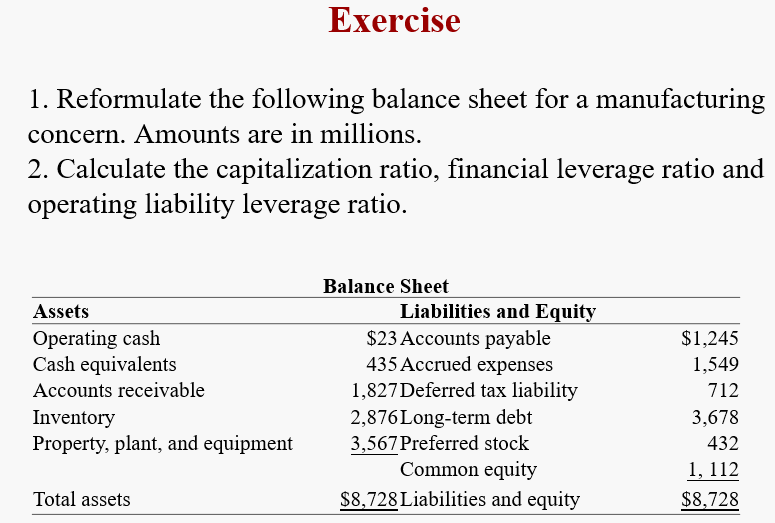 Exercise
1. Reformulate the following balance sheet for a manufacturing
concern. Amounts are in millions.
2. Calculate the capitalization ratio, financial leverage ratio and
operating liability leverage ratio.
Balance Sheet
Assets Liabilities and Equity
Operating cash $23 Accounts payable $1,245
Cash equivalents 435 Accrued expenses 1,549
Accounts receivable 1,827 Deferred tax liability 712
Inventory 2,876 Long-term debt 3,678
Property, plant, and equipment 3,567 Preferred stock 432
Common equity 1, 112
Total assets $8,728 Liabilities and equity $8,728